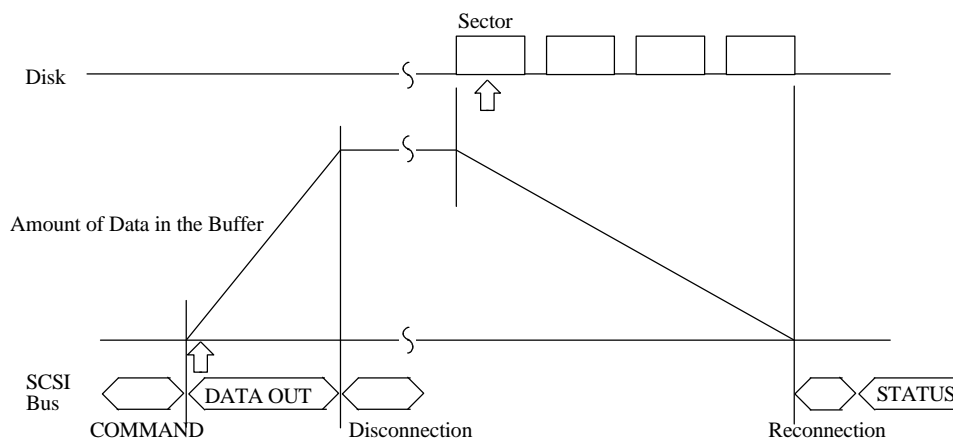 Sector
Disk
Amount of Data in the Buffer
SCSI
Bus
DATA OUT
STATUS
COMMAND
Disconnection
Reconnection